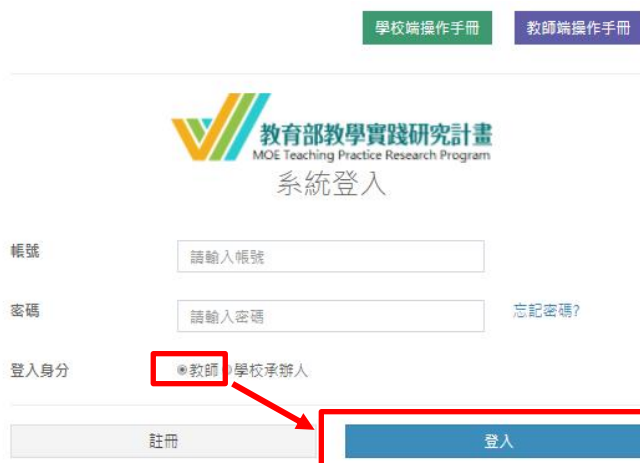 學校端操作手冊 教師端操作手冊
教育部教學實踐研究計畫
MOE Teaching Practice Research Program
系統登入
帳號 請輸入帳號
密碼 請輸入密碼 忘記密碼?
登入身分 教師 學校承辦人
註冊 登入